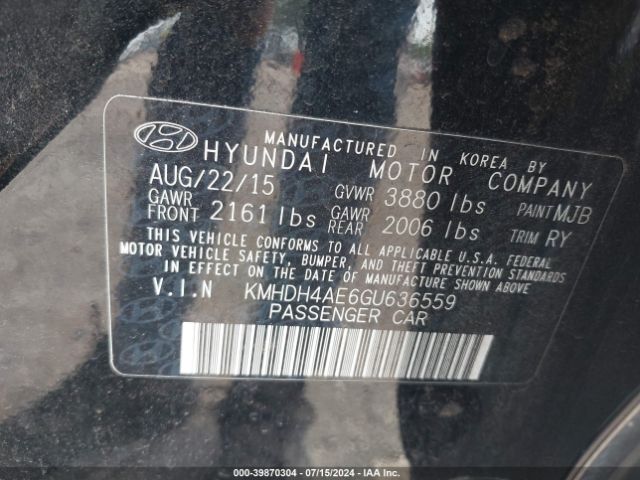 MANUFACTURED IN KOREA BY
HYUNDAI MOTOR COMPANY
AUG/22/15 GVWR 3880 lbs PAINT MJB
GAWR FRONT 2161 lbs GAWR REAR 2006 lbs TRIM RY
THIS VEHICLE CONFORMS TO ALL APPLICABLE U.S.A. FEDERAL
MOTOR VEHICLE SAFETY, BUMPER, AND THEFT PREVENTION STANDARDS
IN EFFECT ON THE DATE OF MANUFACTURE SHOWN ABOVE.
V.I.N KMHDH4AE6GU636559
PASSENGER CAR
000-39870304 - 07/15/2024 - IAA Inc.